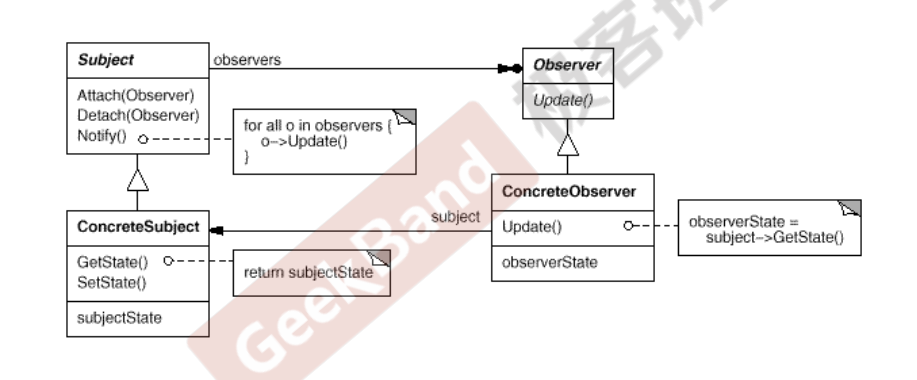 Subject
Attach(Observer)
Detach(Observer)
Notify()
observers
Observer
Update()
for all o in observers {
o->Update()
}
ConcreteSubject
GetState()
SetState()
subjectState
return subjectState
subject
ConcreteObserver
Update()
observerState
observerState =
subject->GetState()
GeekBand 极客班